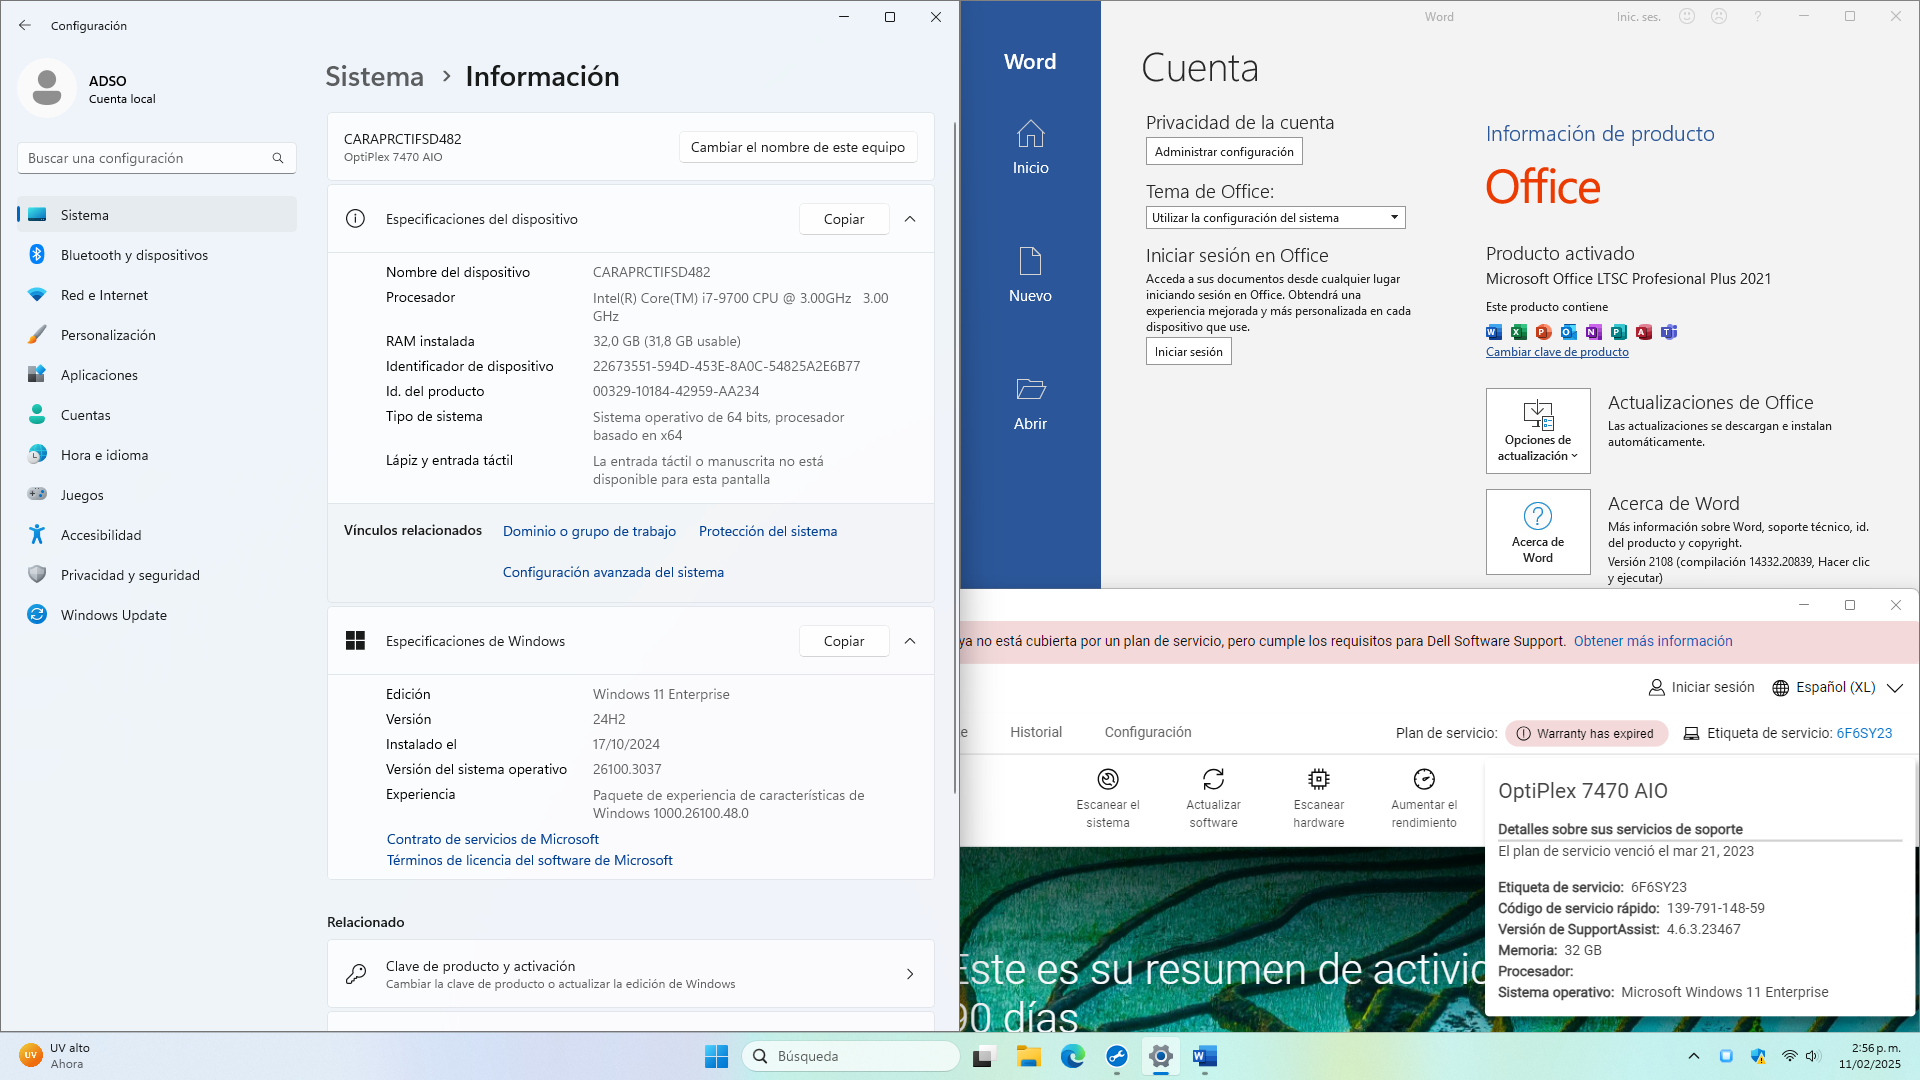 Configuración
ADSO
Cuenta local
Buscar una configuración
Sistema
Bluetooth y dispositivos
Red e Internet
Personalización
Aplicaciones
Cuentas
Hora e idioma
Juegos
Accesibilidad
Privacidad y seguridad
Windows Update
Sistema > Información
CARAPRCTIFSD482
OptiPlex 7470 AIO
Cambiar el nombre de este equipo
Especificaciones del dispositivo
Copiar
Nombre del dispositivo CARAPRCTIFSD482
Procesador Intel(R) Core(TM) i7-9700 CPU @ 3.00GHz 3.00
GHz
RAM instalada 32,0 GB (31,8 GB usable)
Identificador de dispositivo 22673551-594D-453E-8A0C-54825A2E6B77
Id. del producto 00329-10184-42959-AA234
Tipo de sistema Sistema operativo de 64 bits, procesador
basado en x64
Lápiz y entrada táctil La entrada táctil o manuscrita no está
disponible para esta pantalla
Vínculos relacionados Dominio o grupo de trabajo Protección del sistema
Configuración avanzada del sistema
Especificaciones de Windows
Copiar
Edición Windows 11 Enterprise
Versión 24H2
Instalado el 17/10/2024
Versión del sistema operativo 26100.3037
Experiencia Paquete de experiencia de características de
Windows 1000.26100.48.0
Contrato de servicios de Microsoft
Términos de licencia del software de Microsoft
Relacionado
Clave de producto y activación
Cambiar la clave de producto o actualizar la edición de Windows
Word
Inic. ses.
?
Word
Inicio
Nuevo
Abrir
Cuenta
Privacidad de la cuenta
Administrar configuración
Tema de Office:
Utilizar la configuración del sistema
Iniciar sesión en Office
Acceda a sus documentos desde cualquier lugar
iniciando sesión en Office. Obtendrá una
experiencia mejorada y más personalizada en cada
dispositivo que use.
Iniciar sesión
Información de producto
Office
Producto activado
Microsoft Office LTSC Profesional Plus 2021
Este producto contiene
Cambiar clave de producto
Opciones de
actualización
Actualizaciones de Office
Las actualizaciones se descargan e instalan
automáticamente.
Acerca de
Word
Acerca de Word
Más información sobre Word, soporte técnico, id.
del producto y copyright.
Versión 2108 (compilación 14332.20839, Hacer clic
y ejecutar)
ya no está cubierta por un plan de servicio, pero cumple los requisitos para Dell Software Support. Obtener más información
Iniciar sesión
Español (XL)
e
Historial
Configuración
Plan de servicio:
Warranty has expired
Etiqueta de servicio: 6F6SY23
Escanear el
sistema
Actualizar
software
Escanear
hardware
Aumentar el
rendimiento
OptiPlex 7470 AIO
Detalles sobre sus servicios de soporte
El plan de servicio venció el mar 21, 2023
Etiqueta de servicio: 6F6SY23
Código de servicio rápido: 139-791-148-59
Versión de SupportAssist: 4.6.3.23467
Memoria: 32 GB
Procesador:
Sistema operativo: Microsoft Windows 11 Enterprise
Este es su resumen de activid
90 días
UV
UV alto
Ahora
Búsqueda
2:56 p. m.
11/02/2025